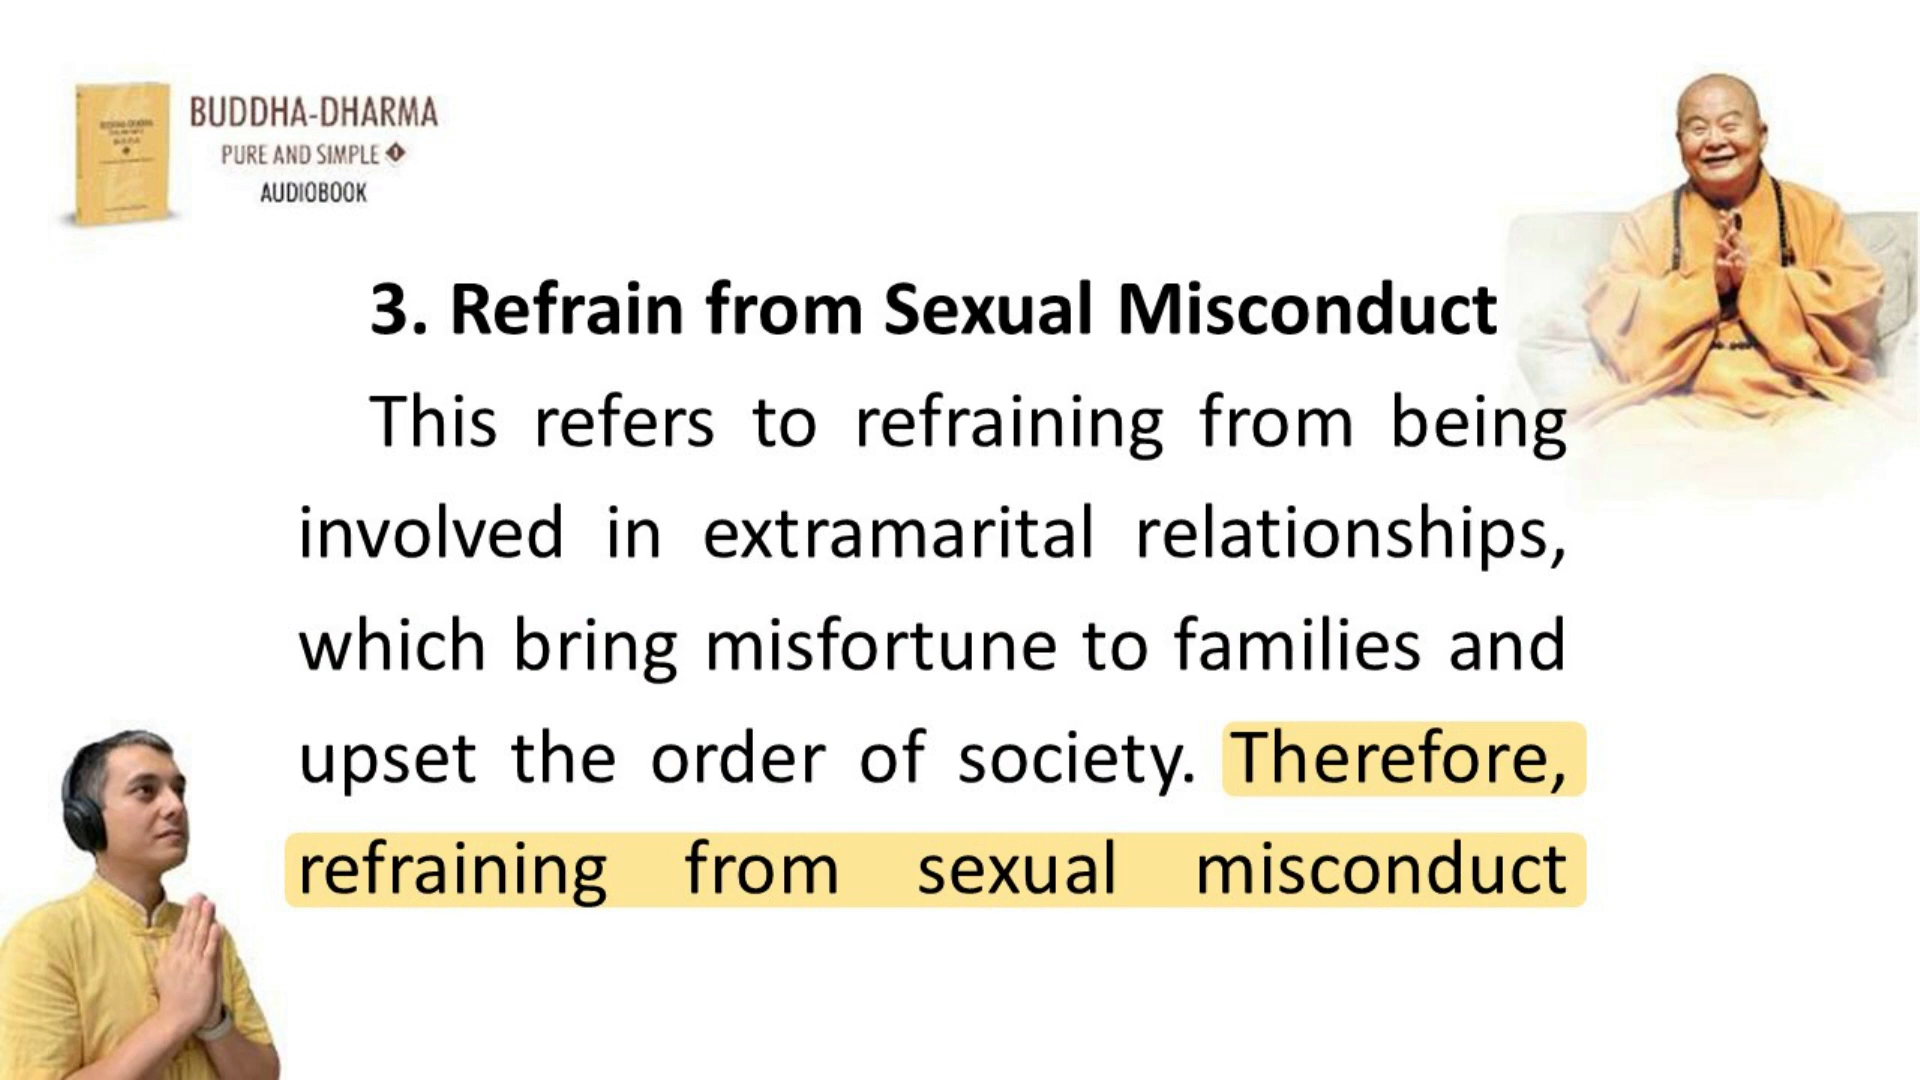 BUDDHA-DHARMA
PURE AND SIMPLE 1
AUDIOBOOK
3. Refrain from Sexual Misconduct
This refers to refraining from being
involved in extramarital relationships,
which bring misfortune to families and
upset the order of society. Therefore,
refraining from sexual misconduct